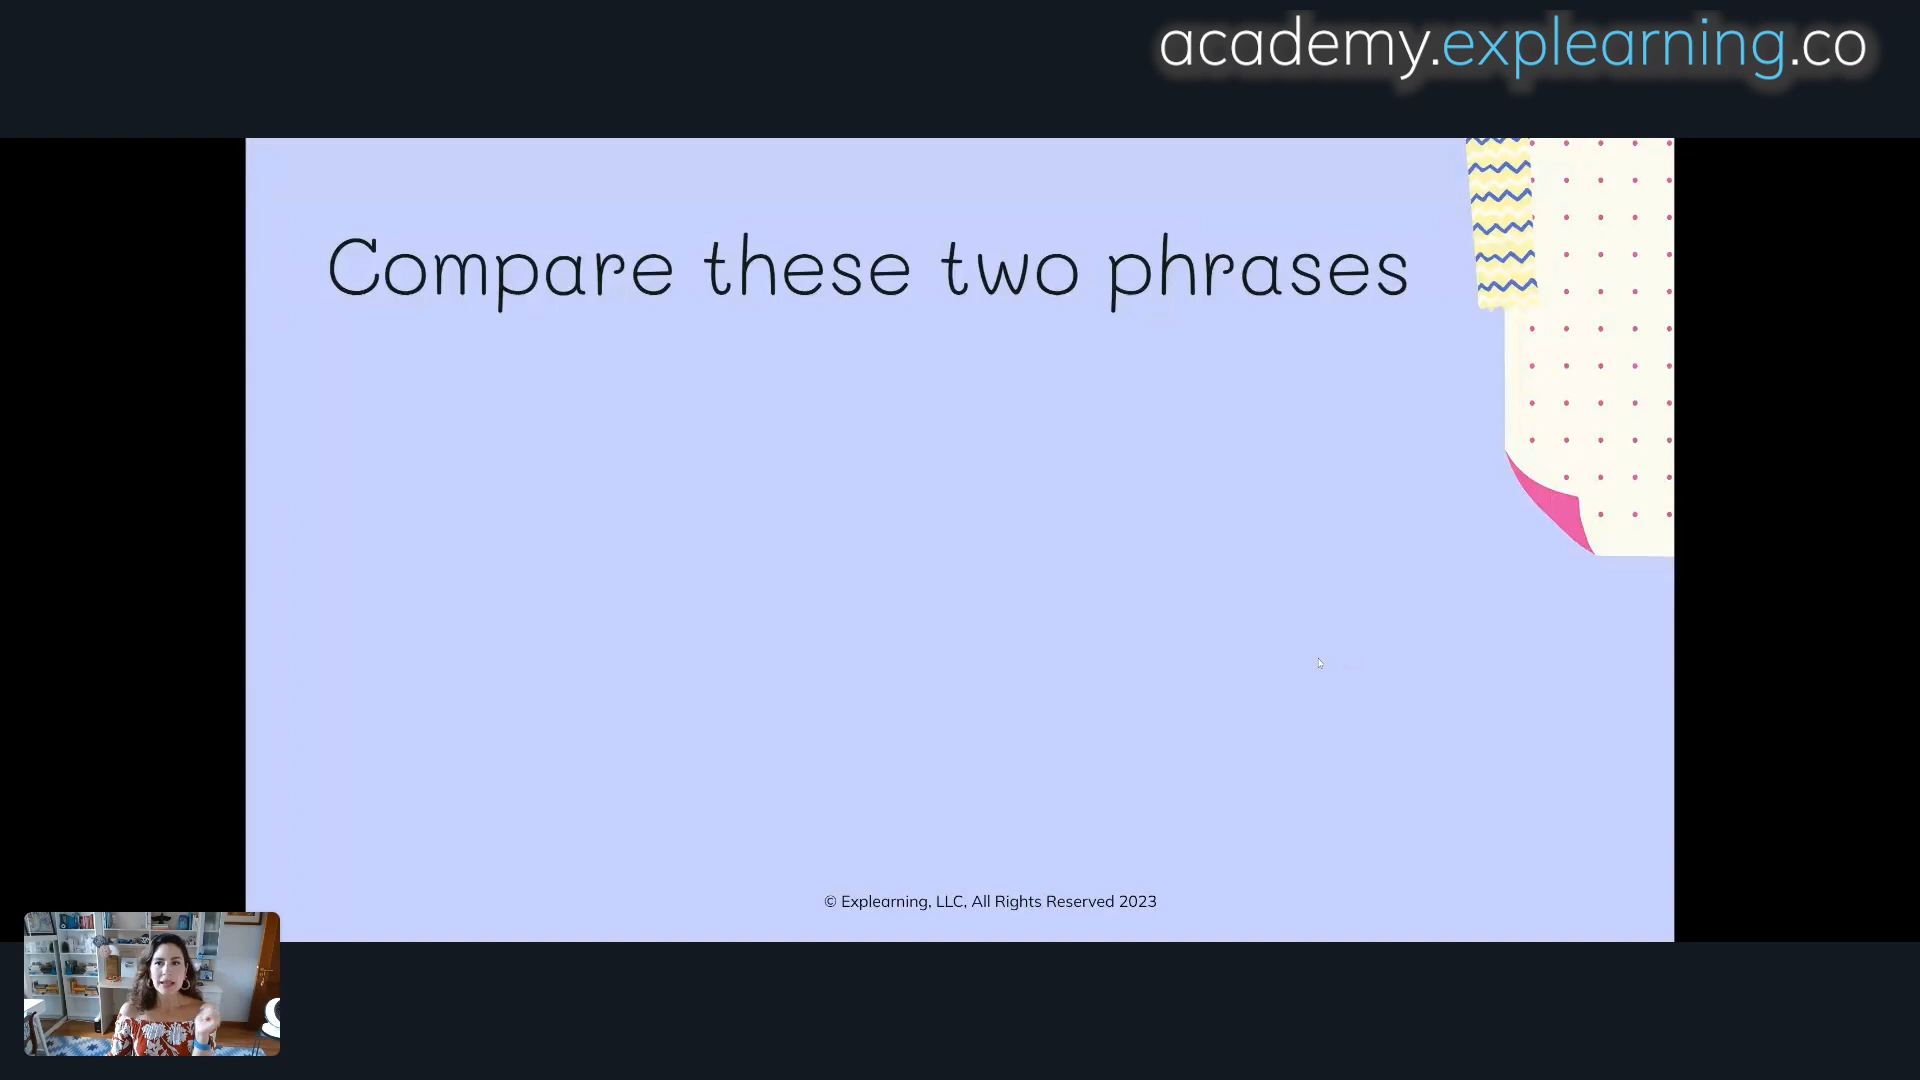 academy.explearning.co
Compare these two phrases
© Explearning, LLC, All Rights Reserved 2023